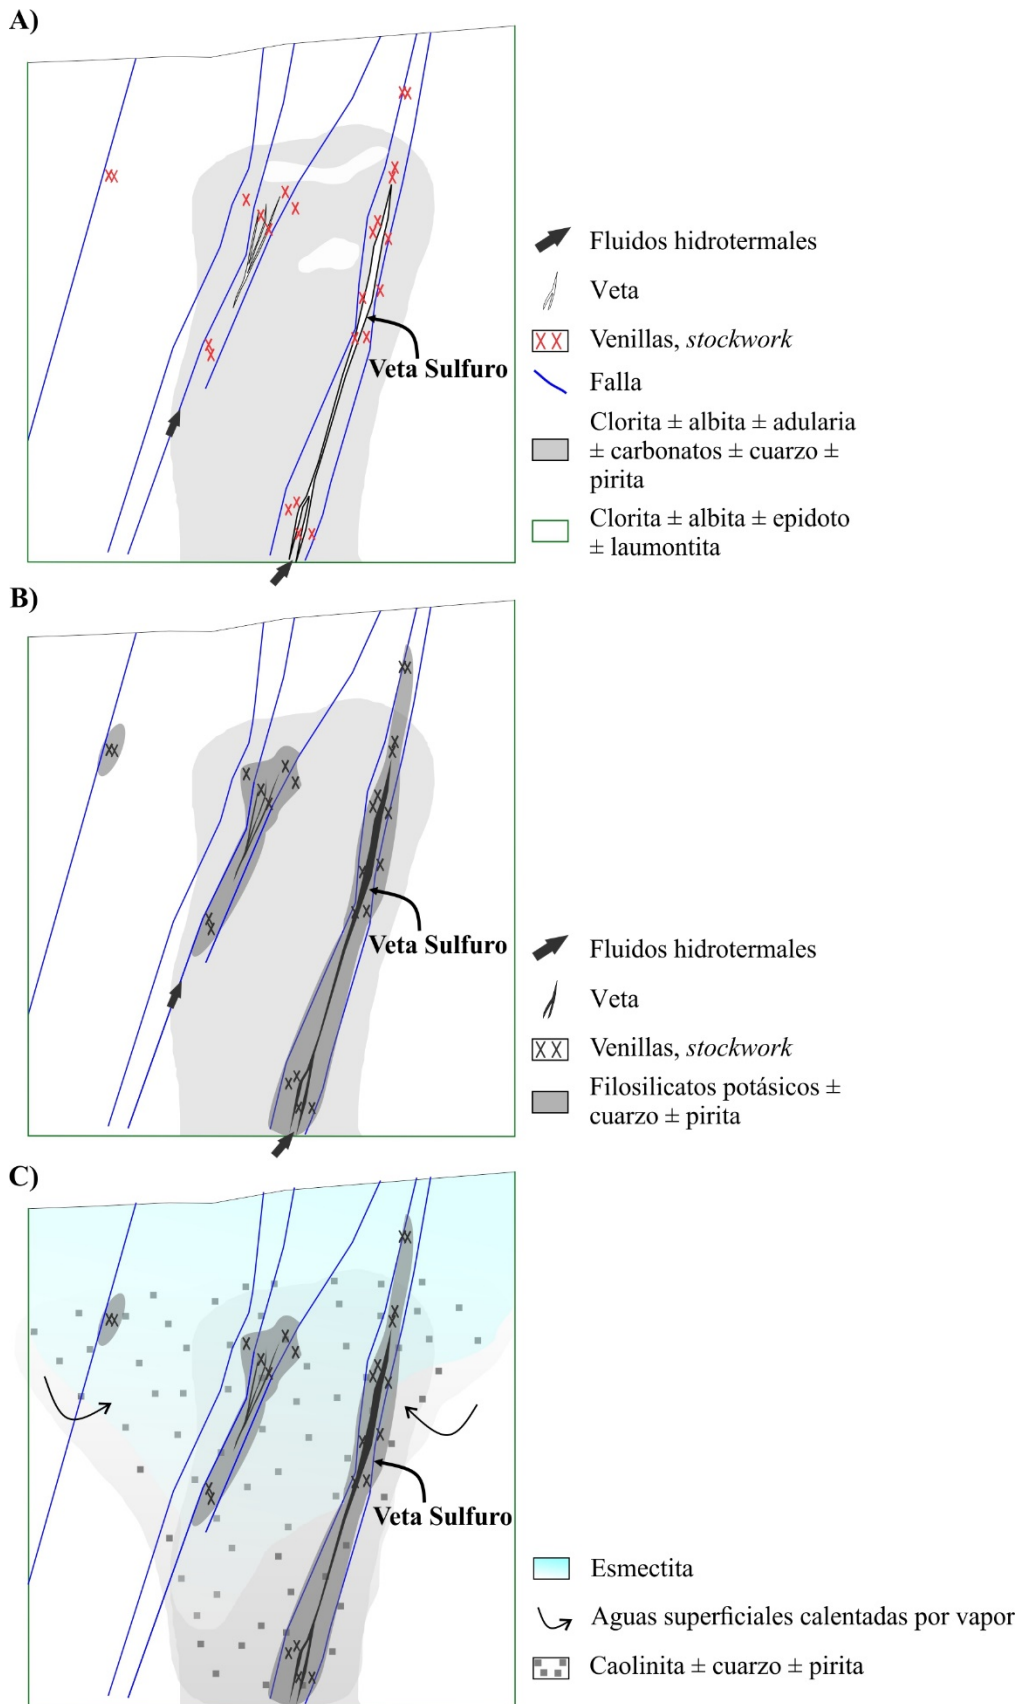 A)
Veta Sulfuro
Fluidos hidrotermales
Veta
Venillas, stockwork
Falla
Clorita ± albita ± adularia
± carbonatos ± cuarzo ±
pirita
Clorita ± albita ± epidoto
± laumontita
B)
Veta Sulfuro
Fluidos hidrotermales
Veta
Venillas, stockwork
Filosilicatos potásicos ±
cuarzo ± pirita
C)
Veta Sulfuro
Esmectita
Aguas superficiales calentadas por vapor
Caolinita ± cuarzo ± pirita